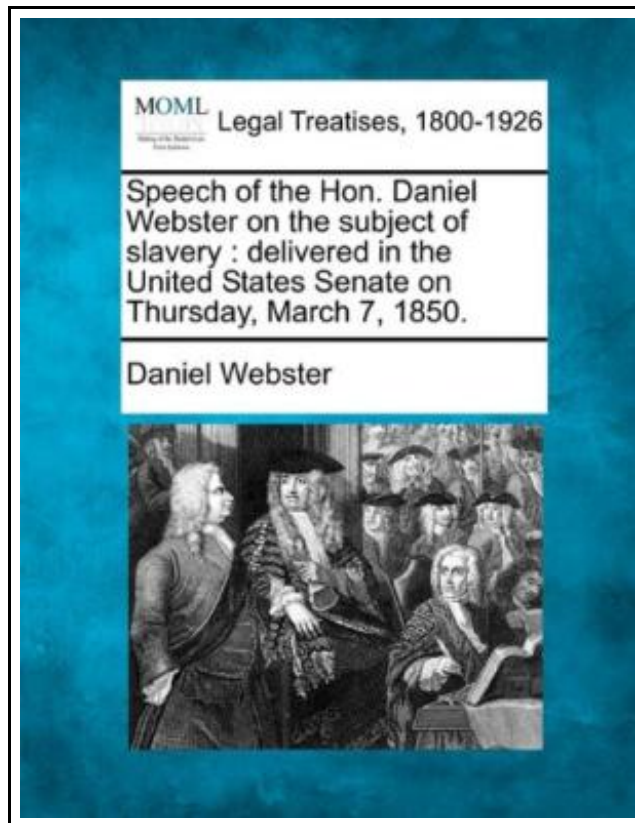 MOML
Legal Treatises, 1800-1926
Speech of the Hon. Daniel
Webster on the subject of
slavery : delivered in the
United States Senate on
Thursday, March 7, 1850.
Daniel Webster